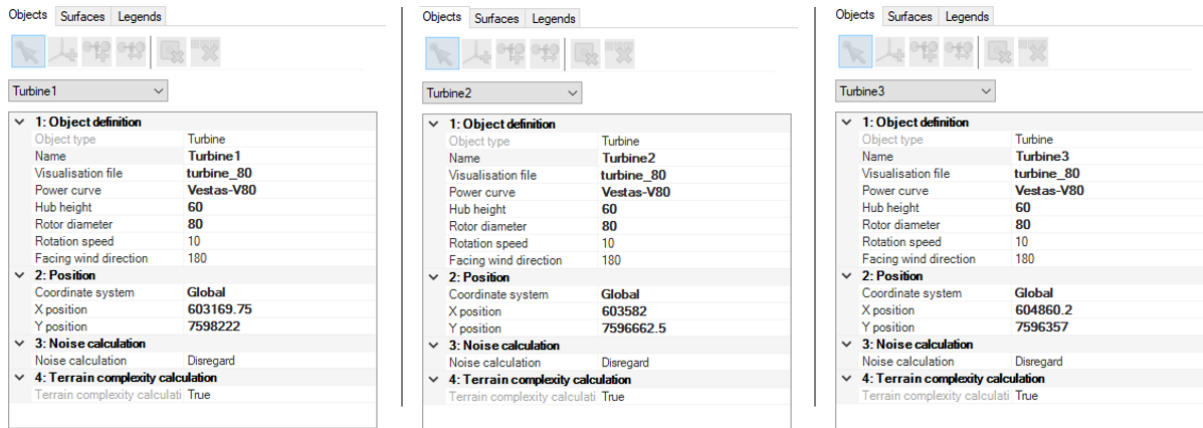 Objects Surfaces Legends
Turbine1
1: Object definition
Object type Turbine
Name Turbine1
Visualisation file turbine_80
Power curve Vestas-V80
Hub height 60
Rotor diameter 80
Rotation speed 10
Facing wind direction 180
2: Position
Coordinate system Global
X position 603169.75
Y position 7598222
3: Noise calculation
Noise calculation Disregard
4: Terrain complexity calculation
Terrain complexity calculati True
Objects Surfaces Legends
Turbine2
1: Object definition
Object type Turbine
Name Turbine2
Visualisation file turbine_80
Power curve Vestas-V80
Hub height 60
Rotor diameter 80
Rotation speed 10
Facing wind direction 180
2: Position
Coordinate system Global
X position 603582
Y position 7596662.5
3: Noise calculation
Noise calculation Disregard
4: Terrain complexity calculation
Terrain complexity calculati True
Objects Surfaces Legends
Turbine3
1: Object definition
Object type Turbine
Name Turbine3
Visualisation file turbine_80
Power curve Vestas-V80
Hub height 60
Rotor diameter 80
Rotation speed 10
Facing wind direction 180
2: Position
Coordinate system Global
X position 604860.2
Y position 7596357
3: Noise calculation
Noise calculation Disregard
4: Terrain complexity calculation
Terrain complexity calculati True